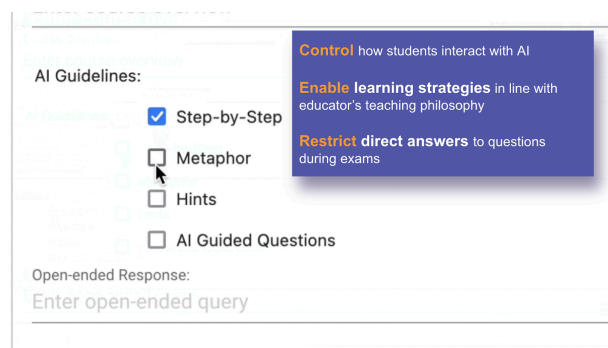 Control how students interact with AI
Enable learning strategies in line with
educator's teaching philosophy
Restrict direct answers to questions
during exams
AI Guidelines:
Step-by-Step
Metaphor
Hints
AI Guided Questions
Open-ended Response:
Enter open-ended query